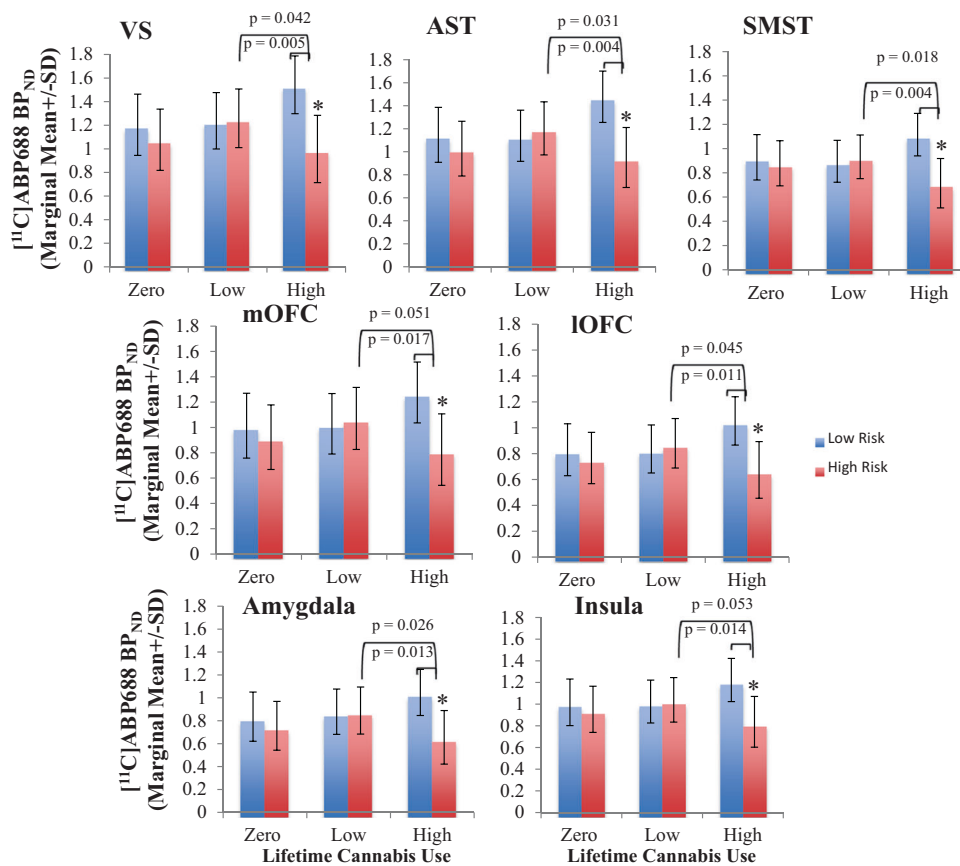 VS
p = 0.042
p = 0.005
[¹¹C]ABP688 BP_ND
(Marginal Mean+/-SD)
1.8
1.6
1.4
1.2
1
0.8
0.6
0.4
0.2
0
*
Zero Low High
AST
p = 0.031
p = 0.004
1.8
1.6
1.4
1.2
1
0.8
0.6
0.4
0.2
0
*
Zero Low High
SMST
p = 0.018
p = 0.004
1.8
1.6
1.4
1.2
1
0.8
0.6
0.4
0.2
0
*
Zero Low High
mOFC
p = 0.051
p = 0.017
[¹¹C]ABP688 BP_ND
(Marginal Mean+/-SD)
1.8
1.6
1.4
1.2
1
0.8
0.6
0.4
0.2
0
*
Zero Low High
lOFC
p = 0.045
p = 0.011
1.8
1.6
1.4
1.2
1
0.8
0.6
0.4
0.2
0
*
Zero Low High
Low Risk
High Risk
Amygdala
p = 0.026
p = 0.013
[¹¹C]ABP688 BP_ND
(Marginal Mean+/-SD)
1.8
1.6
1.4
1.2
1
0.8
0.6
0.4
0.2
0
*
Zero Low High
Lifetime Cannabis Use
Insula
p = 0.053
p = 0.014
1.8
1.6
1.4
1.2
1
0.8
0.6
0.4
0.2
0
*
Zero Low High
Lifetime Cannabis Use